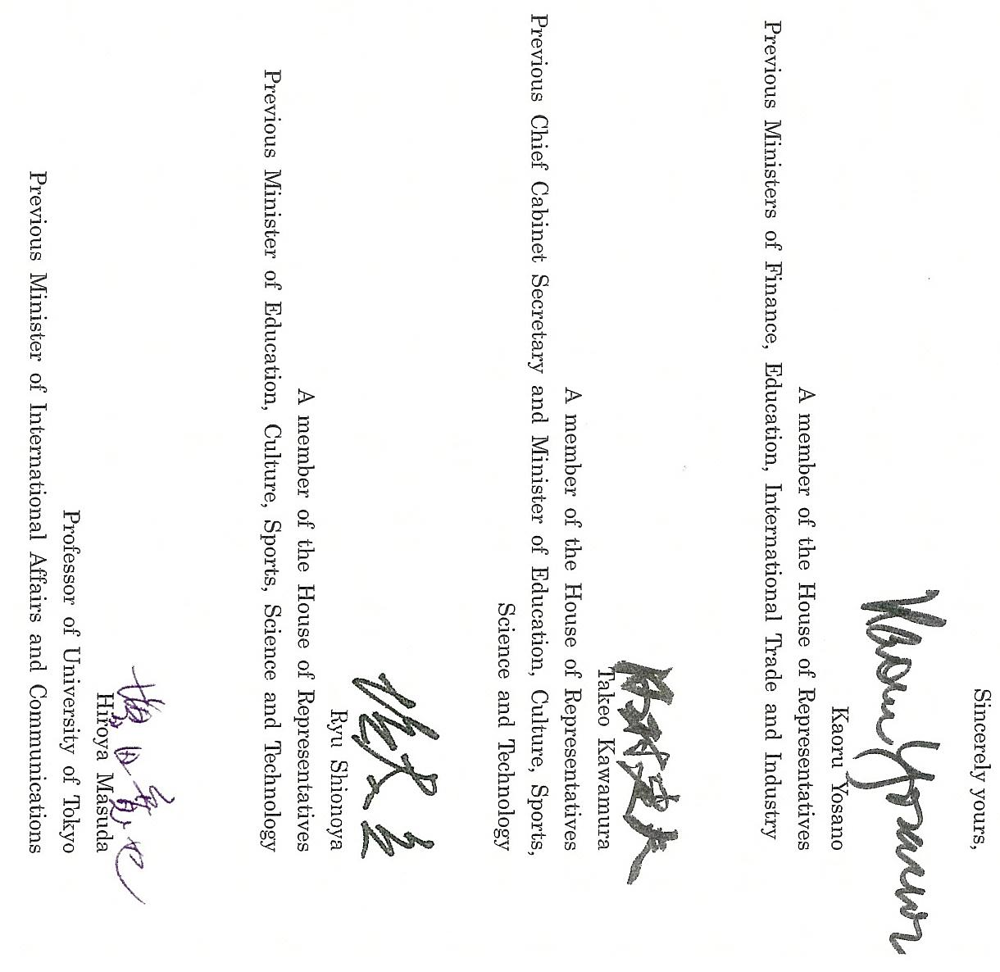 Sincerely yours,
Kaoru Yosano
Kaoru Yosano
A member of the House of Representatives
Previous Ministers of Finance, Education, International Trade and Industry
河村建夫
Takeo Kawamura
A member of the House of Representatives
Previous Chief Cabinet Secretary and Minister of Education, Culture, Sports,
Science and Technology
Ryu Shionoya
A member of the House of Representatives
Previous Minister of Education, Culture, Sports, Science and Technology
増田寛也
Hiroya Masuda
Professor of University of Tokyo
Previous Minister of International Affairs and Communications